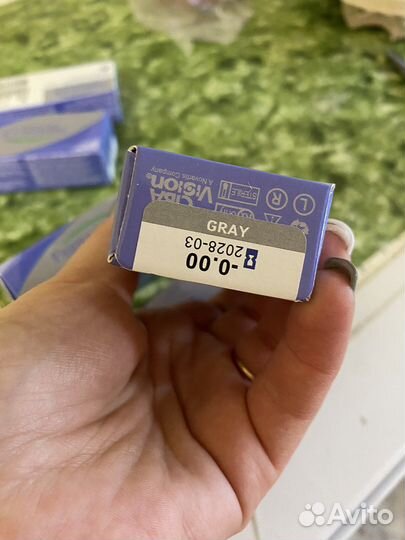 GRAY
-0.00
2028-03
CIBA
Vision®
A Novartis Company
STERILE
R
L
Avito